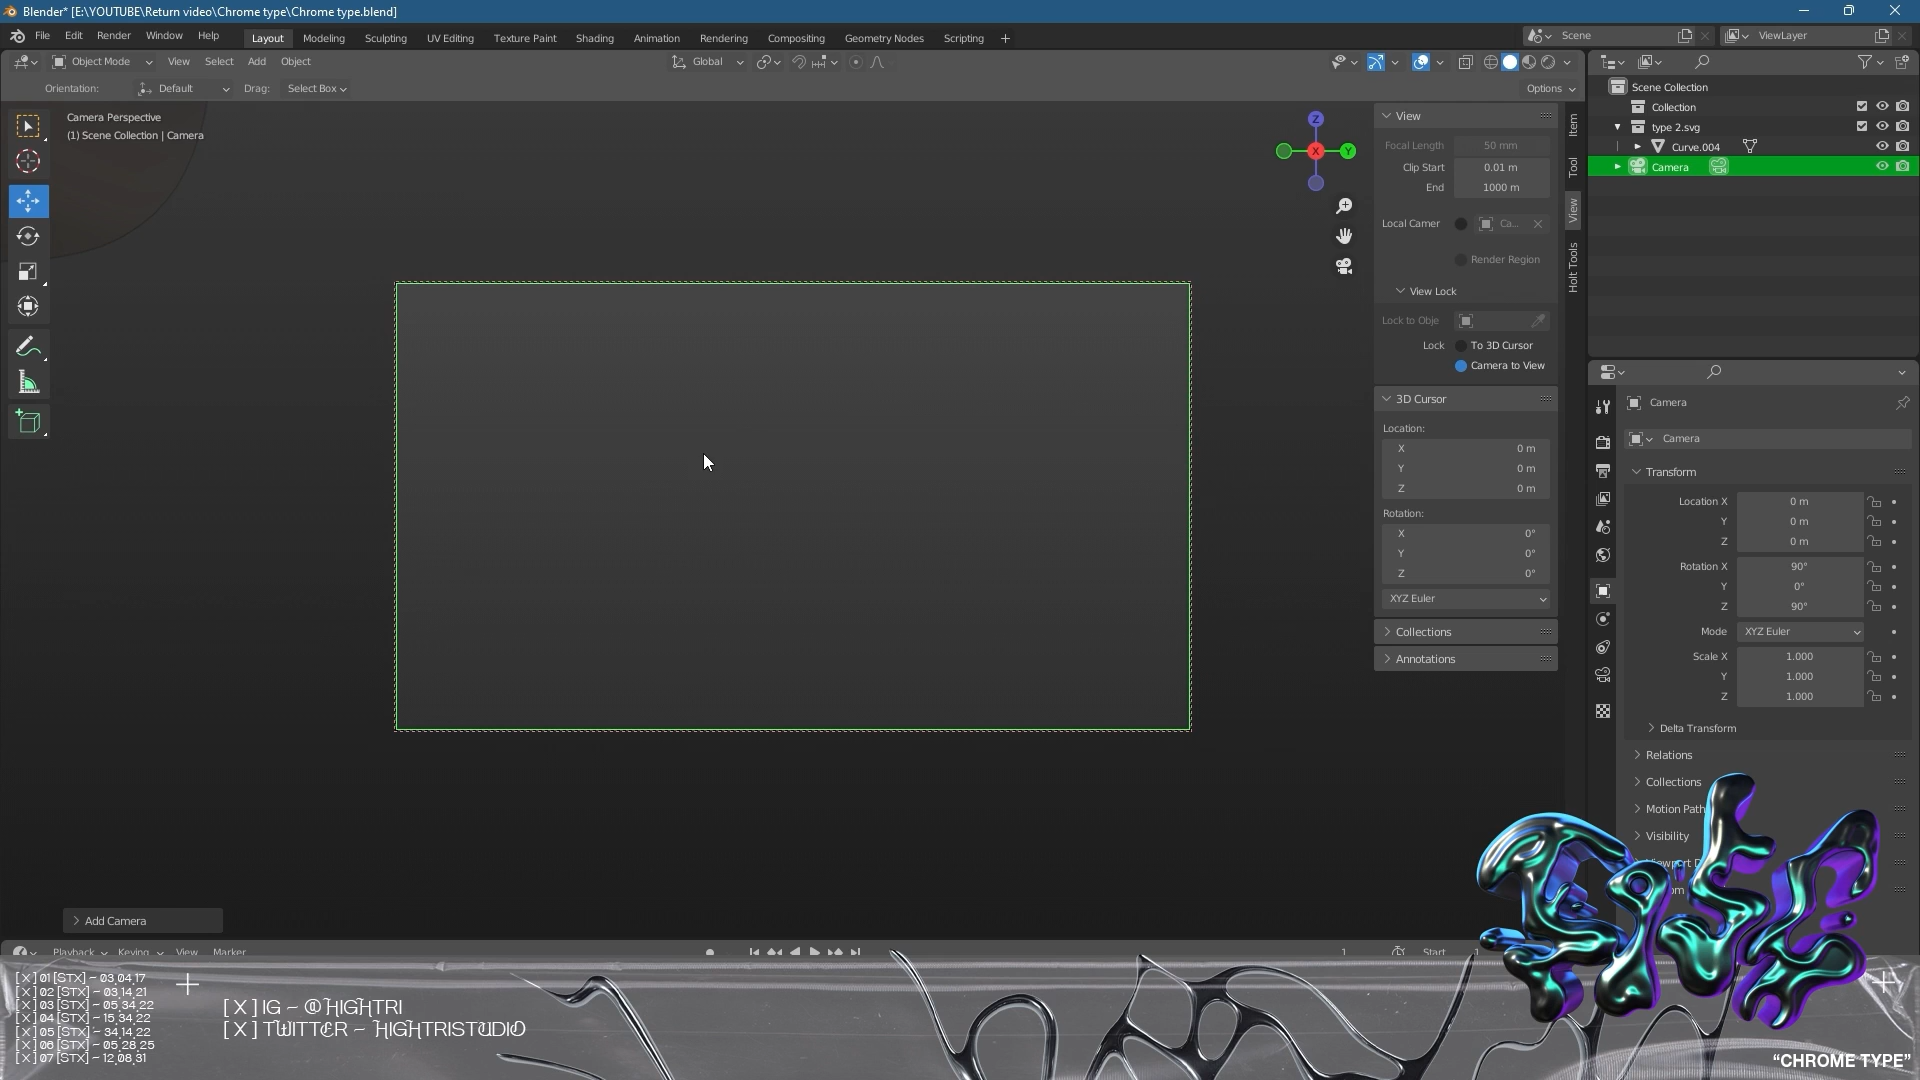 Blender* [E:\YOUTUBE\Return video\Chrome type\Chrome type.blend]
File Edit Render Window Help Layout Modeling Sculpting UV Editing Texture Paint Shading Animation Rendering Compositing Geometry Nodes Scripting + Scene ViewLayer
Object Mode View Select Add Object Global
Orientation: Default Drag: Select Box Options
Camera Perspective
(1) Scene Collection | Camera
Z
X
Y
View
Focal Length 50 mm
Clip Start 0.01 m
End 1000 m
Local Camer Ca...
Render Region
View Lock
Lock to Obje
Lock To 3D Cursor
Camera to View
3D Cursor
Location:
X 0 m
Y 0 m
Z 0 m
Rotation:
X 0°
Y 0°
Z 0°
XYZ Euler
Collections
Annotations
Item
Tool
View
Holt Tools
Scene Collection
Collection
type 2.svg
Curve.004
Camera
Camera
Camera
Transform
Location X 0 m
Y 0 m
Z 0 m
Rotation X 90°
Y 0°
Z 90°
Mode XYZ Euler
Scale X 1.000
Y 1.000
Z 1.000
Delta Transform
Relations
Collections
Motion Path
Visibility
Add Camera
Playback Keying View Marker 1 Start
[X] 01 [STX] - 03.04.17
[X] 02 [STX] - 03.14.21
[X] 03 [STX] - 05.34.22
[X] 04 [STX] - 15.34.22
[X] 05 [STX] - 34.14.22
[X] 06 [STX] - 05.28.25
[X] 07 [STX] - 12.08.31
[X] IG - @HIGHTRI
[X] TWITTER - HIGHTRISTUDIO
“CHROME TYPE”